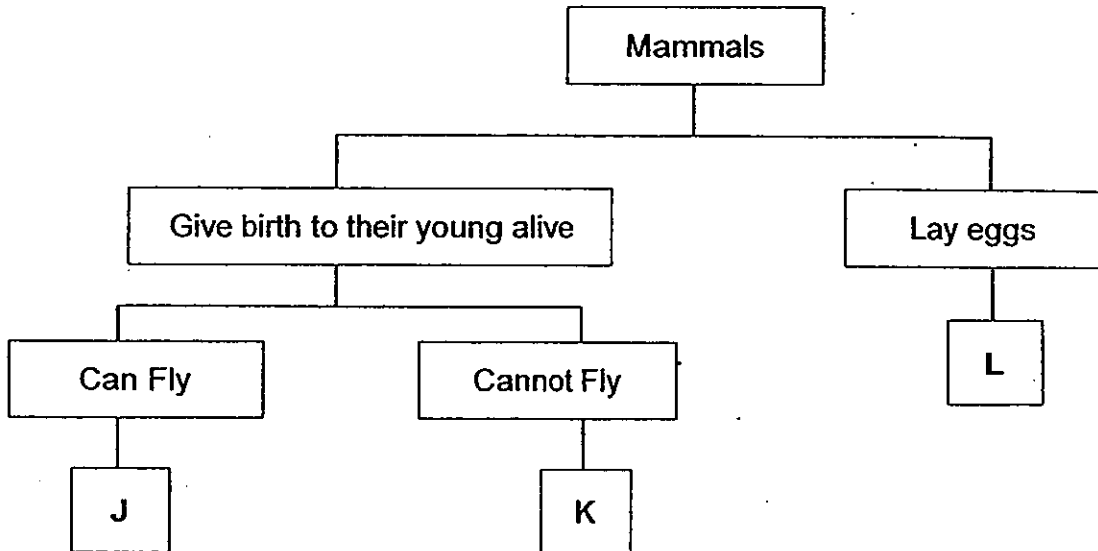 Mammals
Give birth to their young alive
Lay eggs
Can Fly
Cannot Fly
L
J
K